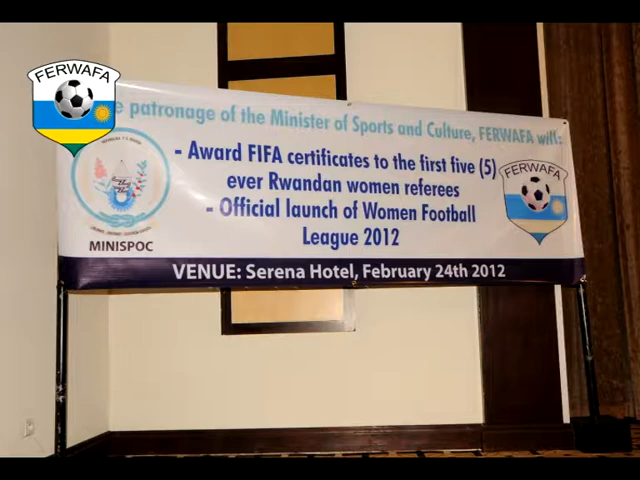 FERWAFA
patronage of the Minister of Sports and Culture, FERWAFA will:
- Award FIFA certificates to the first five (5)
ever Rwandan women referees
- Official launch of Women Football
League 2012
FERWAFA
MINISPOC
VENUE: Serena Hotel, February 24th 2012